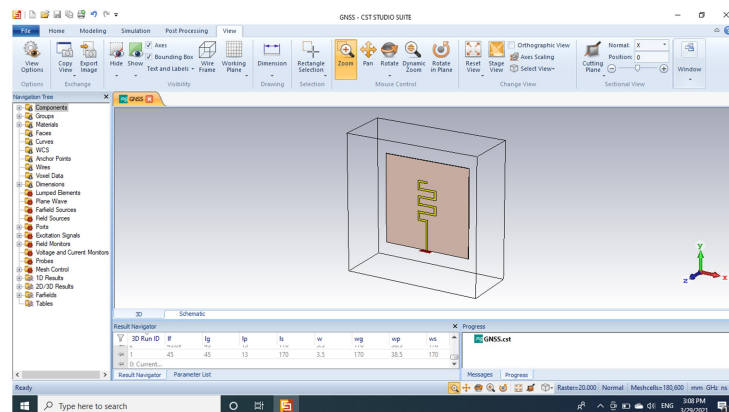 GNSS - CST STUDIO SUITE
File Home Modeling Simulation Post Processing View
View Options
Copy View
Export Image
Hide
Show
Axes
Bounding Box
Text and Labels
Wire Frame
Working Plane
Dimension
Rectangle Selection
Zoom
Pan
Rotate
Dynamic Zoom
Rotate in Plane
Reset View
Stage View
Orthographic View
Axes Scaling
Select View
Cutting Plane
Normal: X
Position: 0
Window
Options Exchange Visibility Drawing Selection Mouse Control Change View Sectional View
Navigation Tree
GNSS
Components
Groups
Materials
Faces
Curves
WCS
Anchor Points
Wires
Voxel Data
Dimensions
Lumped Elements
Plane Wave
Farfield Sources
Field Sources
Ports
Excitation Signals
Field Monitors
Voltage and Current Monitors
Probes
Mesh Control
1D Results
2D/3D Results
Farfields
Tables
y
z
x
3D Schematic
Result Navigator
3D Run ID lf lg lp ls w wg wp ws
1 45 45 13 170 3.5 170 38.5 170
0: Current...
Result Navigator Parameter List
Progress
GNSS.cst
Messages Progress
Ready
Raster=20.000 Normal Meshcells=180,600 mm GHz ns
Type here to search
ENG
3:08 PM
3/29/2021